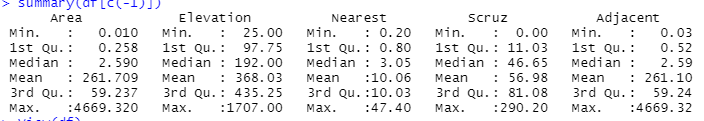 > summary(df[c(-1)])
Area Elevation Nearest Scruz Adjacent
Min. : 0.010 Min. : 25.00 Min. : 0.20 Min. : 0.00 Min. : 0.03
1st Qu.: 0.258 1st Qu.: 97.75 1st Qu.: 0.80 1st Qu.: 11.03 1st Qu.: 0.52
Median : 2.590 Median : 192.00 Median : 3.05 Median : 46.65 Median : 2.59
Mean : 261.709 Mean : 368.03 Mean :10.06 Mean : 56.98 Mean : 261.10
3rd Qu.: 59.237 3rd Qu.: 435.25 3rd Qu.:10.03 3rd Qu.: 81.08 3rd Qu.: 59.24
Max. :4669.320 Max. :1707.00 Max. :47.40 Max. :290.20 Max. :4669.32
> View(df)